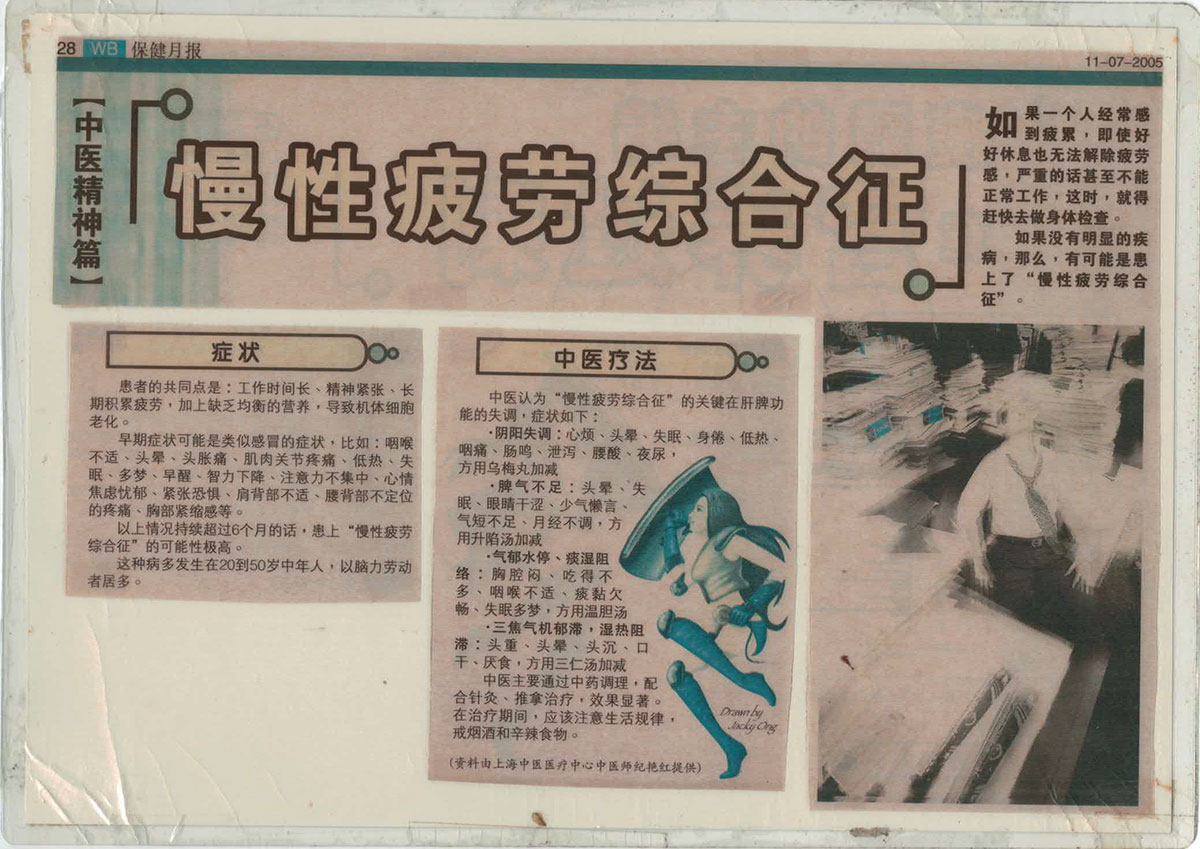 28 WB 保健月报
11-07-2005
【中医精神篇】
慢性疲劳综合征
如果一个人经常感
到疲累，即使好
好休息也无法解除疲劳
感，严重的话甚至不能
正常工作，这时，就得
赶快去做身体检查。
如果没有明显的疾
病，那么，有可能是患
上了“慢性疲劳综合
征”。
症状
患者的共同点是：工作时间长、精神紧张、长
期积累疲劳，加上缺乏均衡的营养，导致机体细胞
老化。
早期症状可能是类似感冒的症状，比如：咽喉
不适、头晕、头胀痛、肌肉关节疼痛、低热、失
眠、多梦、早醒、智力下降、注意力不集中、心情
焦虑忧郁、紧张恐惧、肩背部不适、腰背部不定位
的疼痛、胸部紧缩感等。
以上情况持续超过6个月的话，患上“慢性疲劳
综合征”的可能性极高。
这种病多发生在20到50岁中年人，以脑力劳动
者居多。
中医疗法
中医认为“慢性疲劳综合征”的关键在肝脾功
能的失调，症状如下：
·阴阳失调：心烦、头晕、失眠、身倦、低热、
咽痛、肠鸣、泄泻、腰酸、夜尿，
方用乌梅丸加减
·脾气不足：头晕、失
眠、眼睛干涩、少气懒言、
气短不足、月经不调，方
用升陷汤加减
·气郁水停、痰湿阻
络：胸腔闷、吃得不
多、咽喉不适、痰黏欠
畅、失眠多梦，方用温胆汤
·三焦气机郁滞，湿热阻
滞：头重、头晕、头沉、口
干、厌食，方用三仁汤加减
中医主要通过中药调理，配
合针灸、推拿治疗，效果显著。
在治疗期间，应该注意生活规律，
戒烟酒和辛辣食物。
(资料由上海中医医疗中心中医师纪艳红提供)
Drawn by
Jacky Ong